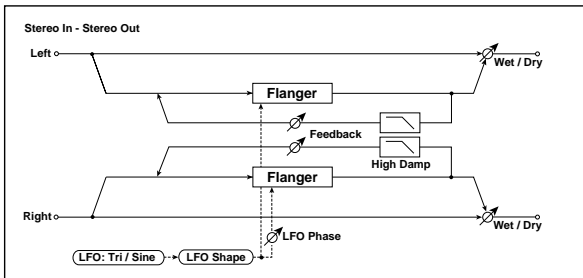 Stereo In - Stereo Out
Left
Wet / Dry
Flanger
Feedback
High Damp
Flanger
Right
LFO Phase
Wet / Dry
LFO: Tri / Sine
LFO Shape